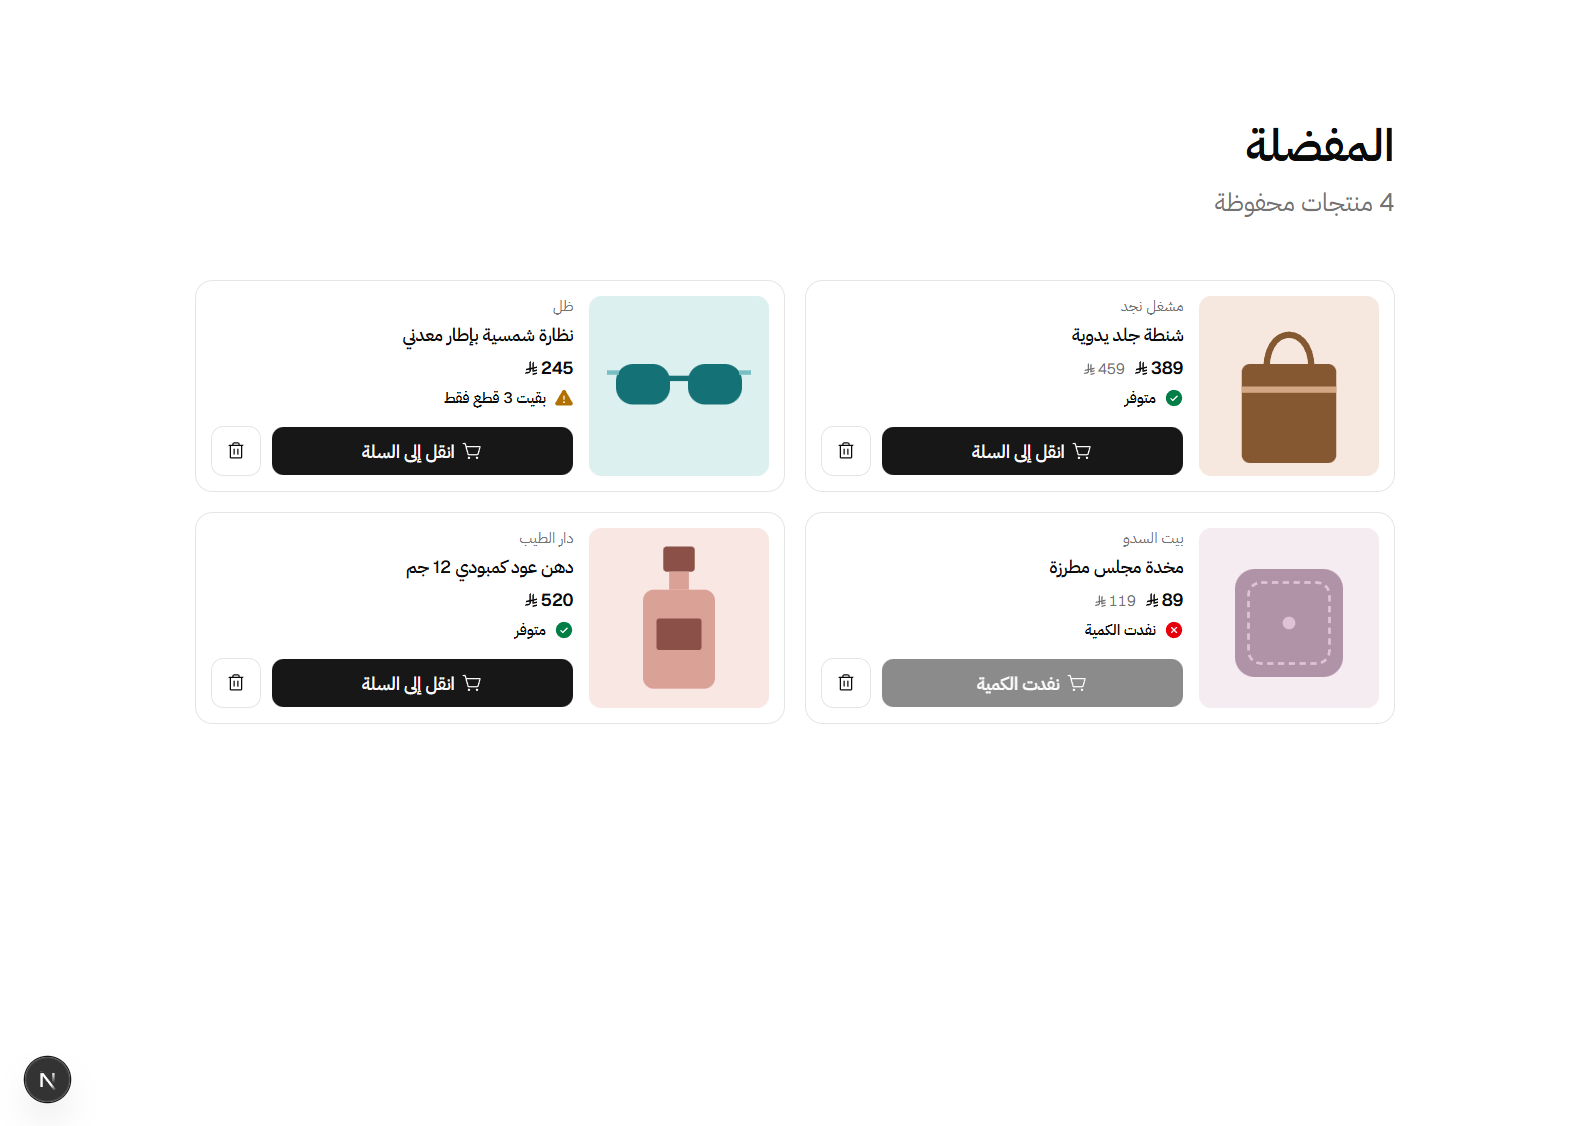 المفضلة
4 منتجات محفوظة
مشغل نجد
شنطة جلد يدوية
389 ⃁ 459 ⃁
متوفر
انقل إلى السلة
ظل
نظارة شمسية بإطار معدني
245 ⃁
بقيت 3 قطع فقط
انقل إلى السلة
بيت السدو
مخدة مجلس مطرزة
89 ⃁ 119 ⃁
نفدت الكمية
نفدت الكمية
دار الطيب
دهن عود كمبودي 12 جم
520 ⃁
متوفر
انقل إلى السلة
N